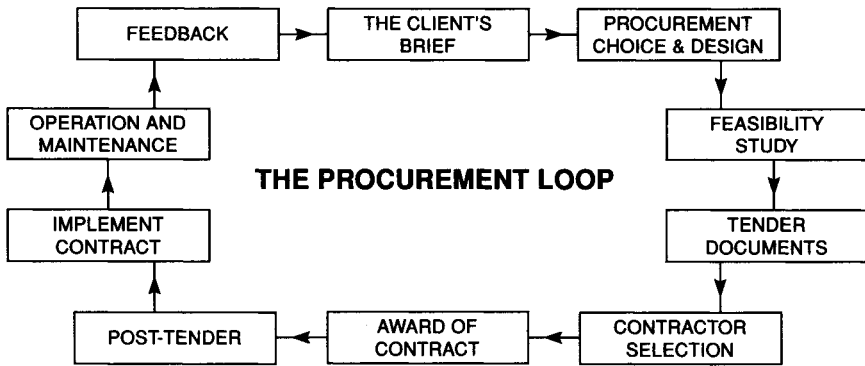 FEEDBACK
THE CLIENT'S
BRIEF
PROCUREMENT
CHOICE & DESIGN
OPERATION AND
MAINTENANCE
FEASIBILITY
STUDY
THE PROCUREMENT LOOP
IMPLEMENT
CONTRACT
TENDER
DOCUMENTS
POST-TENDER
AWARD OF
CONTRACT
CONTRACTOR
SELECTION